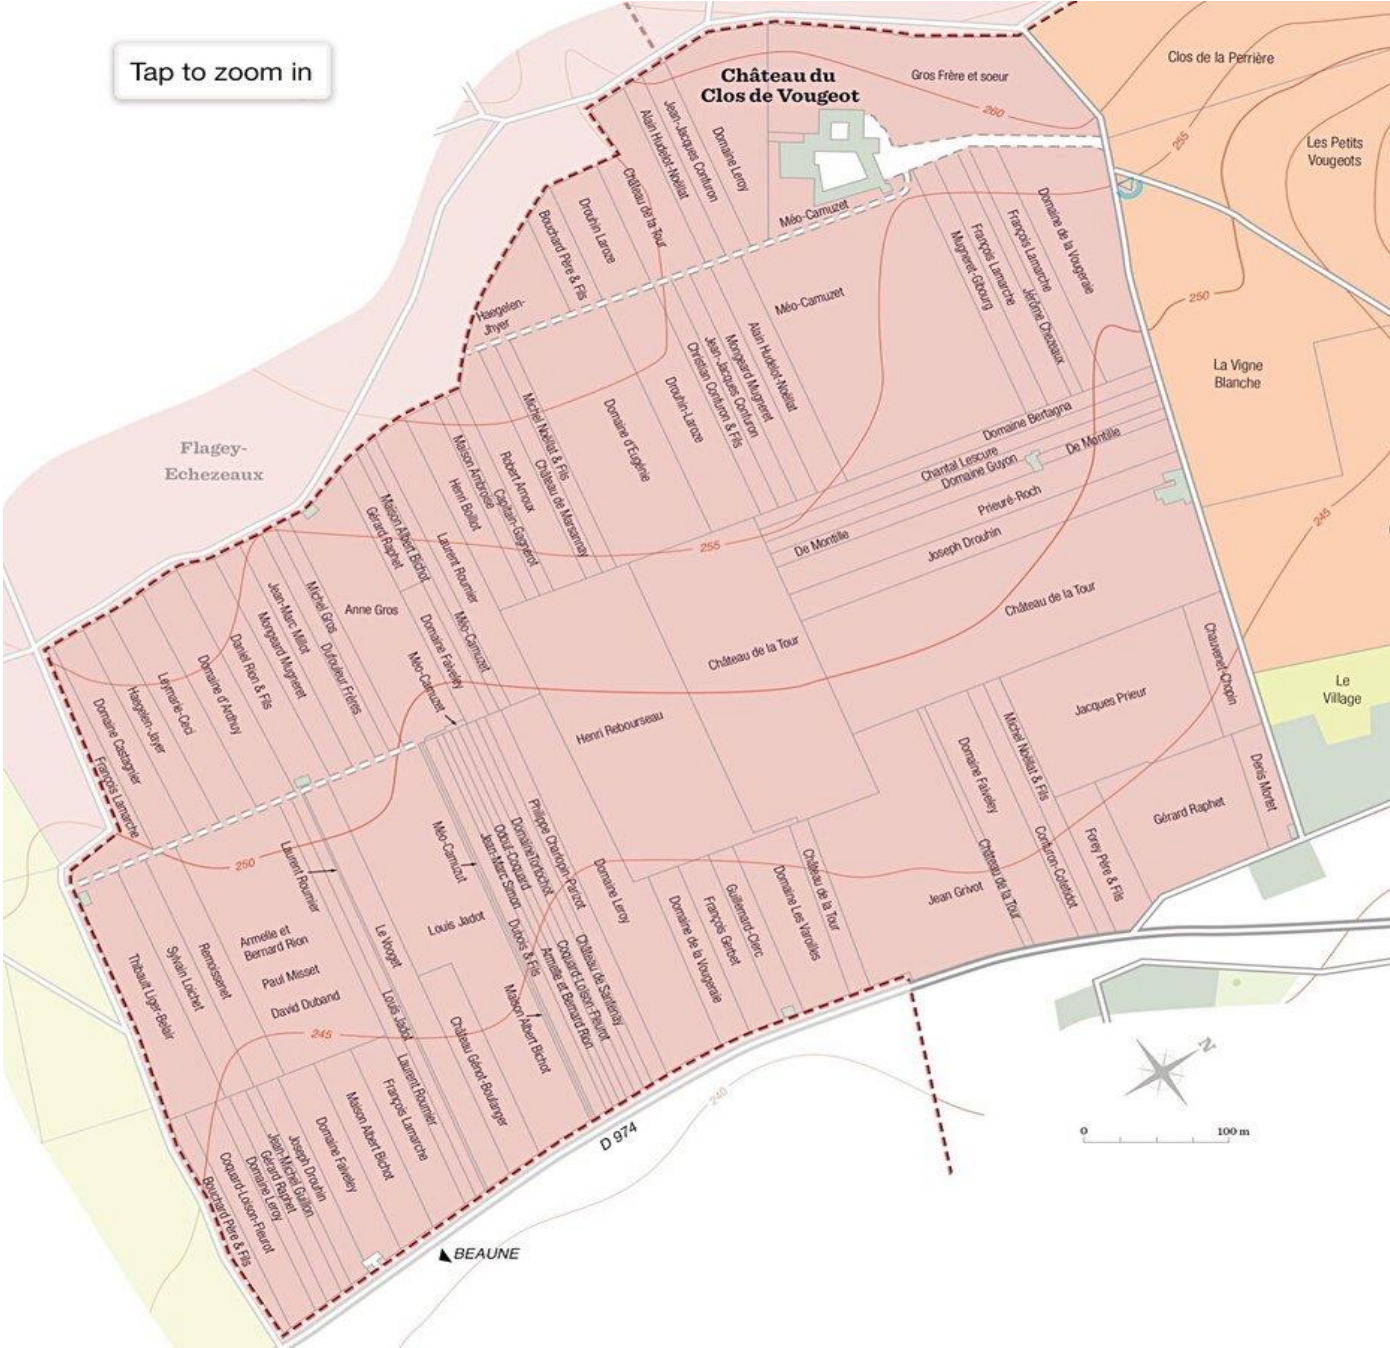 Tap to zoom in
Château du
Clos de Vougeot
Gros Frère et soeur
Clos de la Perrière
260
255
Les Petits
Vougeots
Jean-Jacques Confuron
Alain Hudelot-Noëllat
Domaine Leroy
Château de la Tour
Drouhin Laroze
Bouchard Père & Fils
Méo-Camuzet
Domaine de la Vougeraie
François Lamarche
François Lamarche
Mugneret-Gibourg
Jérôme Chezeaux
Haegelen-
Jhyer
Méo-Camuzet
250
Alain Hudelot-Noëllat
Mongeard Mugneret
Jean-Jacques Confuron
Christian Confuron & Fils
Drouhin-Laroze
Domaine d'Eugénie
La Vigne
Blanche
Michel Noëllat & Fils
Château de Marsannay
Robert Arnoux
Capitain-Gagnerot
Maison Ambroise
Henri Boillot
Domaine Bertagna
Chantal Lescure
Domaine Guyon
De Montille
Flagey-
Echezeaux
Prieuré-Roch
De Montille
Joseph Drouhin
245
255
Maison Albert Bichot
Gérard Raphet
Laurent Roumier
Château de la Tour
Anne Gros
Michel Gros
Jean-Marc Millot
Mongeard Mugneret
Dufouleur Frères
Domaine Faiveley
Méo-Camuzet
Méo-Camuzet
Daniel Rion & Fils
Domaine d'Ardhuy
Leymarie-Ceci
Haegelen-Jayer
Domaine Castagnier
François Lamarche
Château de la Tour
Chauvenet-Chopin
Le
Village
Jacques Prieur
Henri Rebourseau
Michel Noëllat & Fils
Domaine Faiveley
Denis Mortet
Gérard Raphet
Forey Père & Fils
Confuron-Cotetidot
Château de la Tour
Jean Grivot
250
Laurent Roumier
Méo-Camuzut
Philippe Charlopin-Parizot
Domaine Tortochot
Odoul-Coquard
Jean-Marc Simon
Dubois & Fils
Domaine Leroy
Château de la Tour
Domaine Les Varoilles
Guillemard-Clerc
François Gerbet
Domaine de la Vougeraie
Louis Jadot
Le Voget
Armelle et
Bernard Rion
Paul Misset
David Duband
Remoissenet
Sylvain Loichet
Thibault Liger-Belair
Château de Santenay
Coquard-Loison-Fleurot
Armelle et Bernard Rion
Maison Albert Bichot
Château Génot-Boulanger
Louis Jadot
245
Laurent Roumier
François Lamarche
Maison Albert Bichot
Domaine Faiveley
Joseph Drouhin
Jean-Michel Guillon
Gérard Raphet
Domaine Leroy
Coquard-Loison-Fleurot
Bouchard Père & Fils
240
D 974
N
0 100 m
BEAUNE